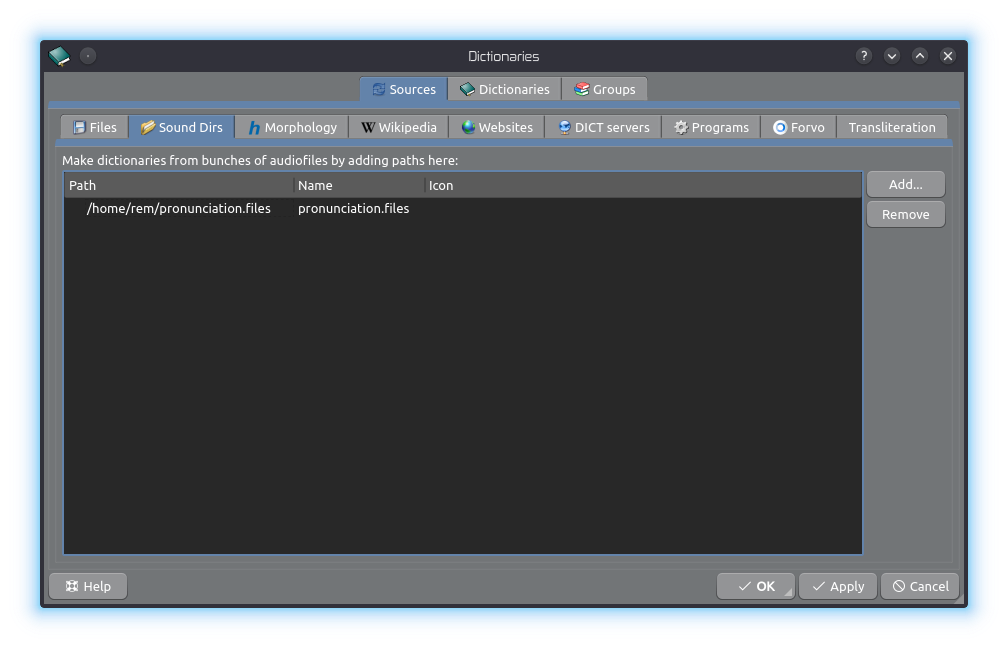 Dictionaries
Sources Dictionaries Groups
Files Sound Dirs Morphology Wikipedia Websites DICT servers Programs Forvo Transliteration
Make dictionaries from bunches of audiofiles by adding paths here:
Path Name Icon Add...
/home/rem/pronunciation.files pronunciation.files Remove
Help OK Apply Cancel